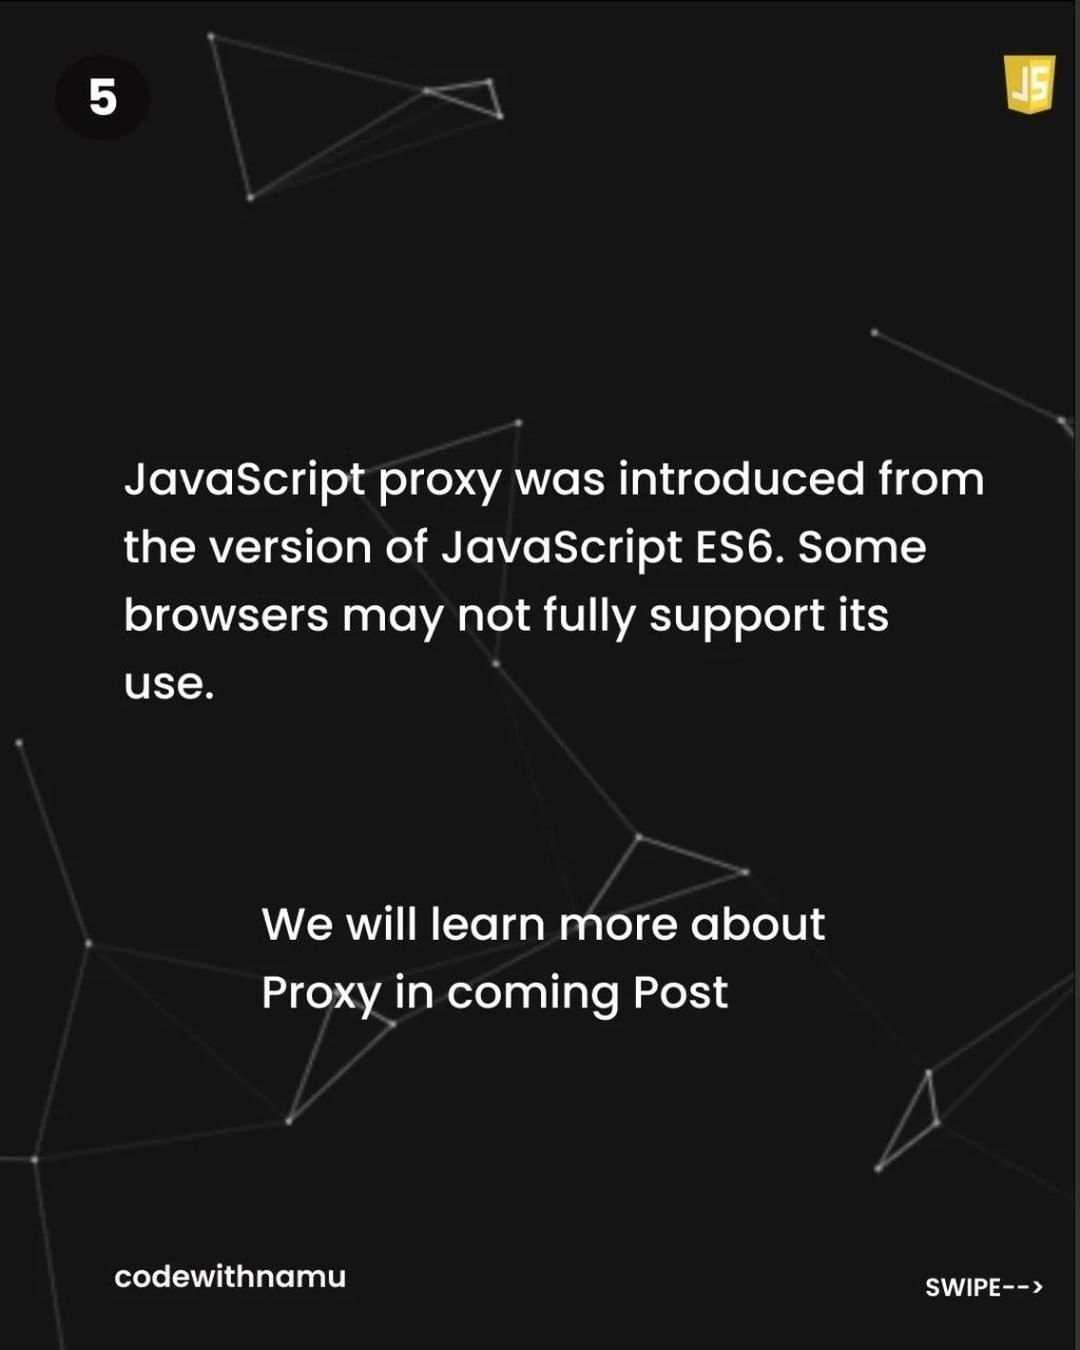 5
JS
JavaScript proxy was introduced from
the version of JavaScript ES6. Some
browsers may not fully support its
use.
We will learn more about
Proxy in coming Post
codewithnamu
SWIPE-->